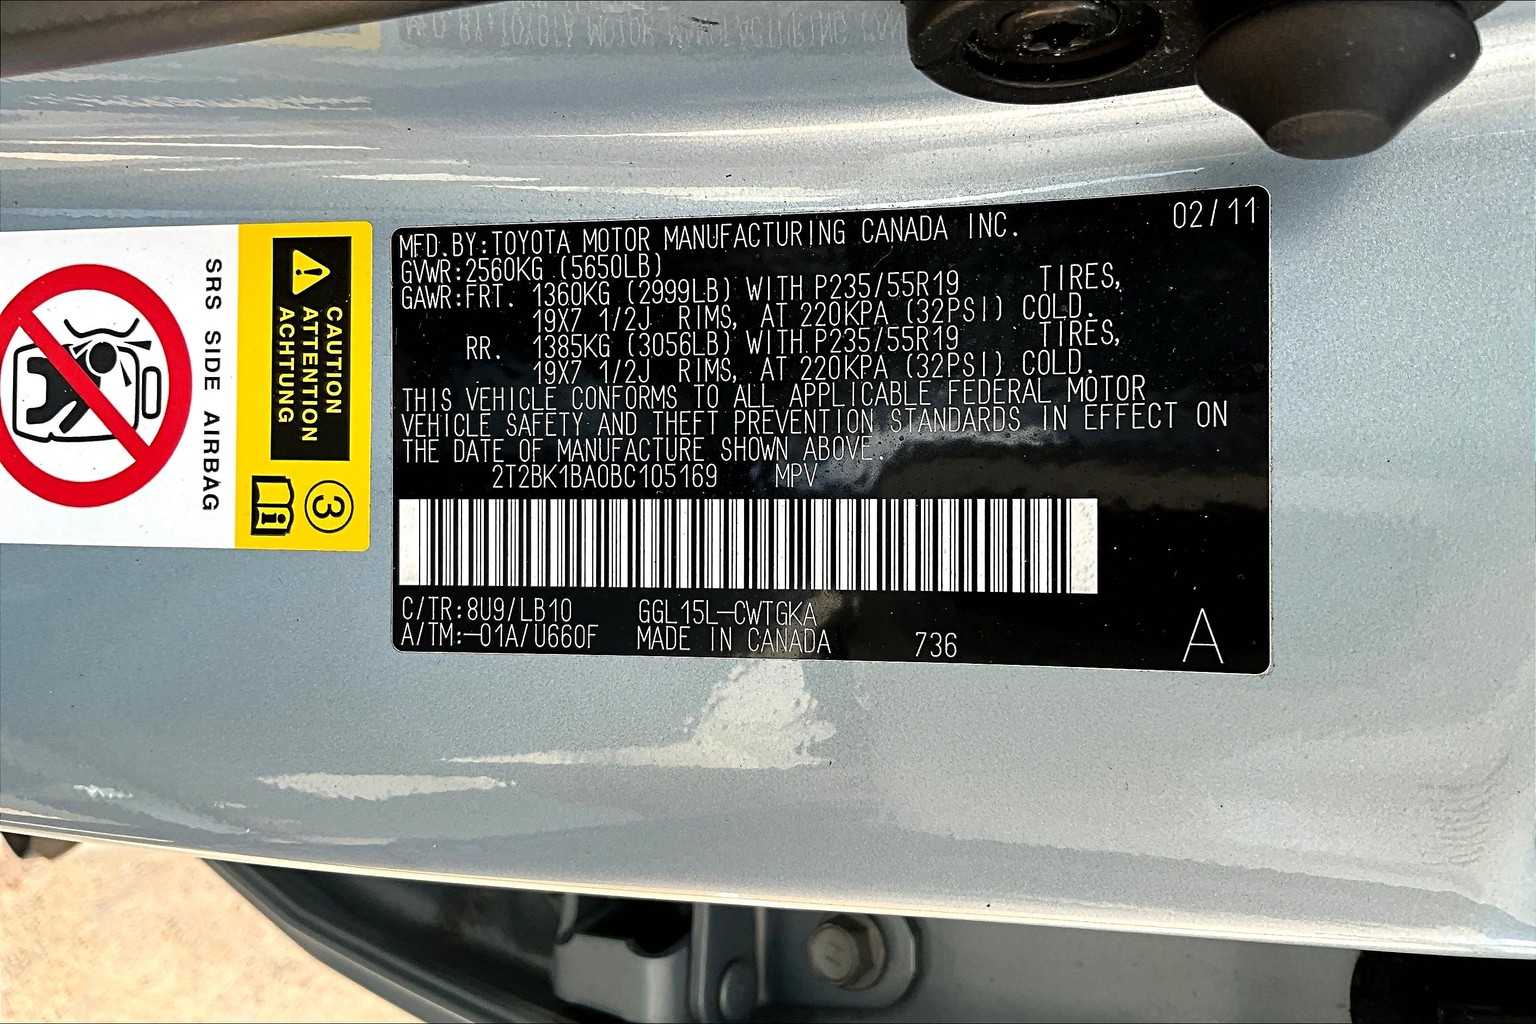 MFD.BY:TOYOTA MOTOR MANUFACTURING CANADA INC. 02/11
GVWR:2560KG (5650LB)
GAWR:FRT. 1360KG (2999LB) WITH P235/55R19 TIRES,
19X7 1/2J RIMS, AT 220KPA (32PSI) COLD.
RR. 1385KG (3056LB) WITH P235/55R19 TIRES,
19X7 1/2J RIMS, AT 220KPA (32PSI) COLD.
THIS VEHICLE CONFORMS TO ALL APPLICABLE FEDERAL MOTOR
VEHICLE SAFETY AND THEFT PREVENTION STANDARDS IN EFFECT ON
THE DATE OF MANUFACTURE SHOWN ABOVE.
2T2BK1BA0BC105169 MPV
C/TR:8U9/LB10 GGL15L-CWTGKA
A/TM:-01A/U660F MADE IN CANADA 736 A
CAUTION
ATTENTION
ACHTUNG
3
i
SRS SIDE AIRBAG